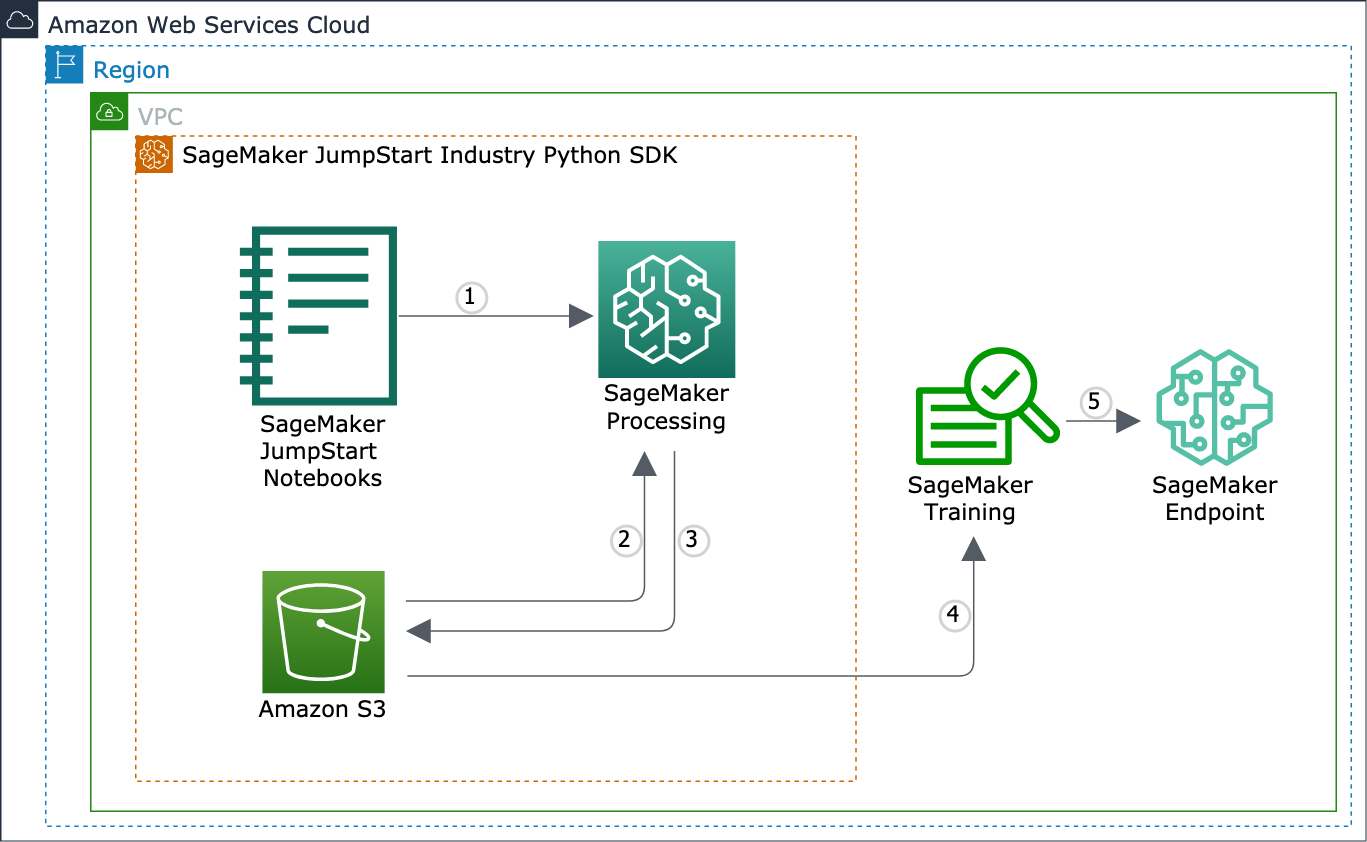 Amazon Web Services Cloud
Region
VPC
SageMaker JumpStart Industry Python SDK
1
SageMaker
JumpStart
Notebooks
SageMaker
Processing
2
3
Amazon S3
4
SageMaker
Training
5
SageMaker
Endpoint